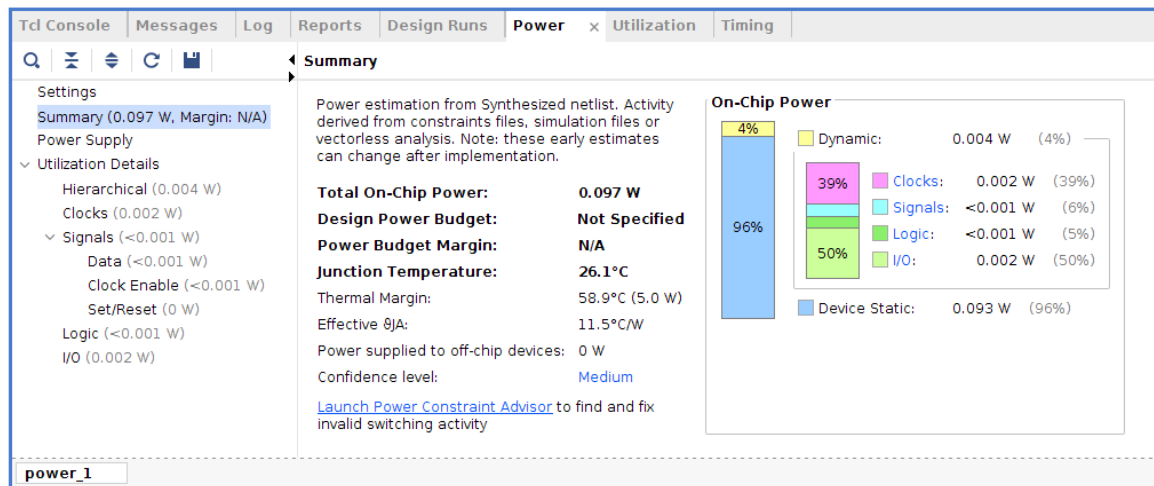 Tcl Console Messages Log Reports Design Runs Power × Utilization Timing
Summary
Settings
Summary (0.097 W, Margin: N/A)
Power Supply
Utilization Details
Hierarchical (0.004 W)
Clocks (0.002 W)
Signals (<0.001 W)
Data (<0.001 W)
Clock Enable (<0.001 W)
Set/Reset (0 W)
Logic (<0.001 W)
I/O (0.002 W)
Power estimation from Synthesized netlist. Activity
derived from constraints files, simulation files or
vectorless analysis. Note: these early estimates
can change after implementation.
Total On-Chip Power: 0.097 W
Design Power Budget: Not Specified
Power Budget Margin: N/A
Junction Temperature: 26.1°C
Thermal Margin: 58.9°C (5.0 W)
Effective ϑJA: 11.5°C/W
Power supplied to off-chip devices: 0 W
Confidence level: Medium
Launch Power Constraint Advisor to find and fix
invalid switching activity
On-Chip Power
4%
96%
Dynamic: 0.004 W (4%)
39%
50%
Clocks: 0.002 W (39%)
Signals: <0.001 W (6%)
Logic: <0.001 W (5%)
I/O: 0.002 W (50%)
Device Static: 0.093 W (96%)
power_1